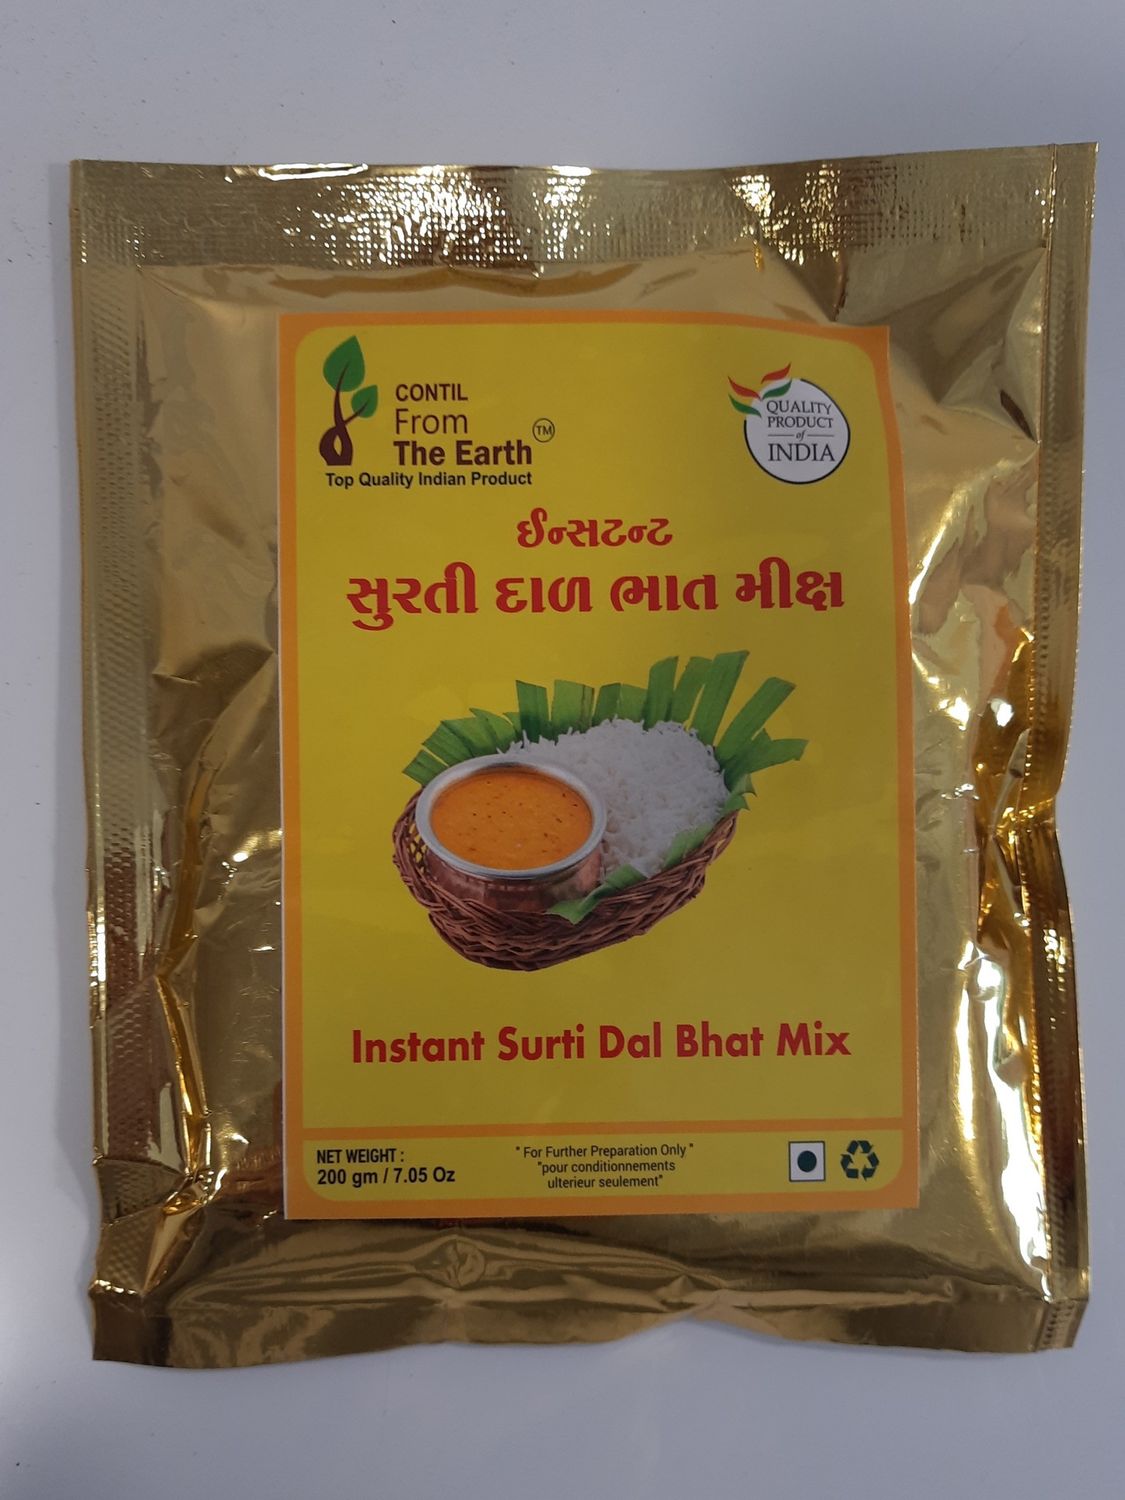 CONTIL
From
The Earth TM
Top Quality Indian Product
QUALITY
PRODUCT
of
INDIA
ઈન્સટન્ટ
સુરતી દાળ ભાત મીક્ષ
Instant Surti Dal Bhat Mix
NET WEIGHT :
200 gm / 7.05 Oz
" For Further Preparation Only "
"pour conditionnements
ulterieur seulement"